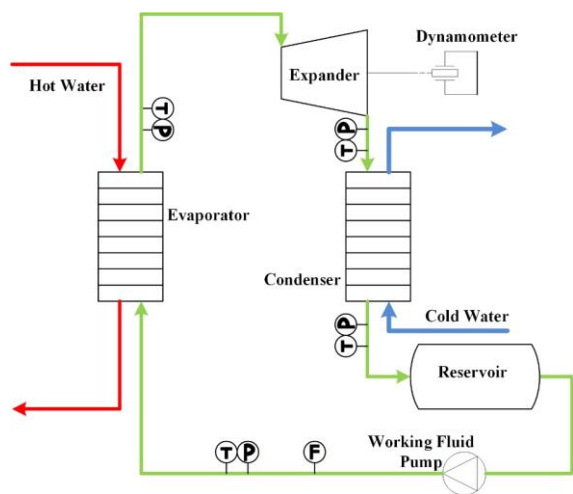 Dynamometer
Expander
Hot Water
T
P
P
T
Evaporator
Condenser
Cold Water
P
T
Reservoir
Working Fluid
Pump
T
P
F